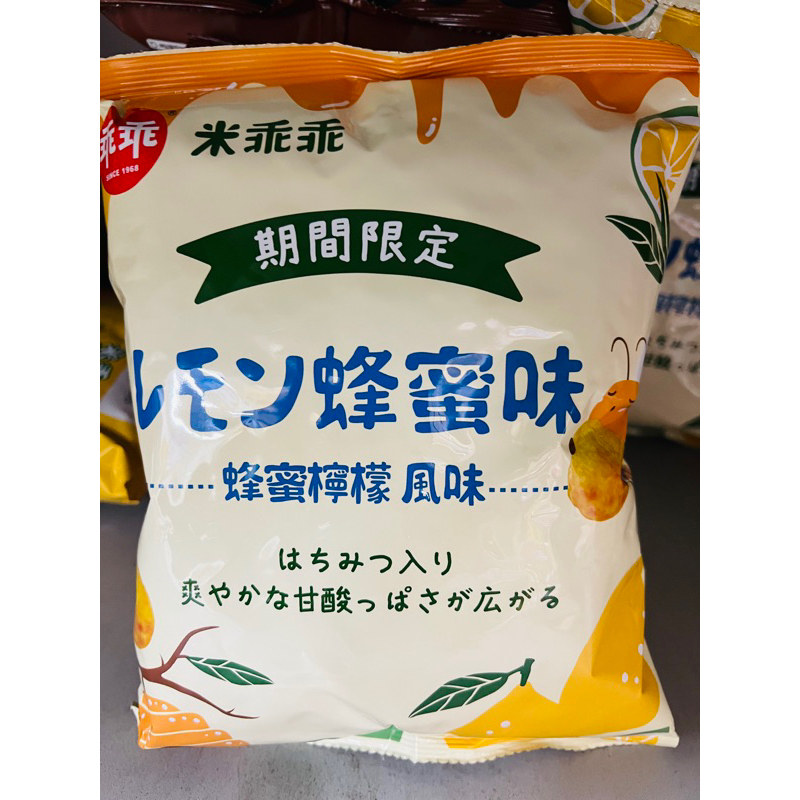 乖乖
SINCE 1968
米乖乖
期間限定
レモン蜂蜜味
蜂蜜檸檬 風味
はちみつ入り
爽やかな甘酸っぱさが広がる